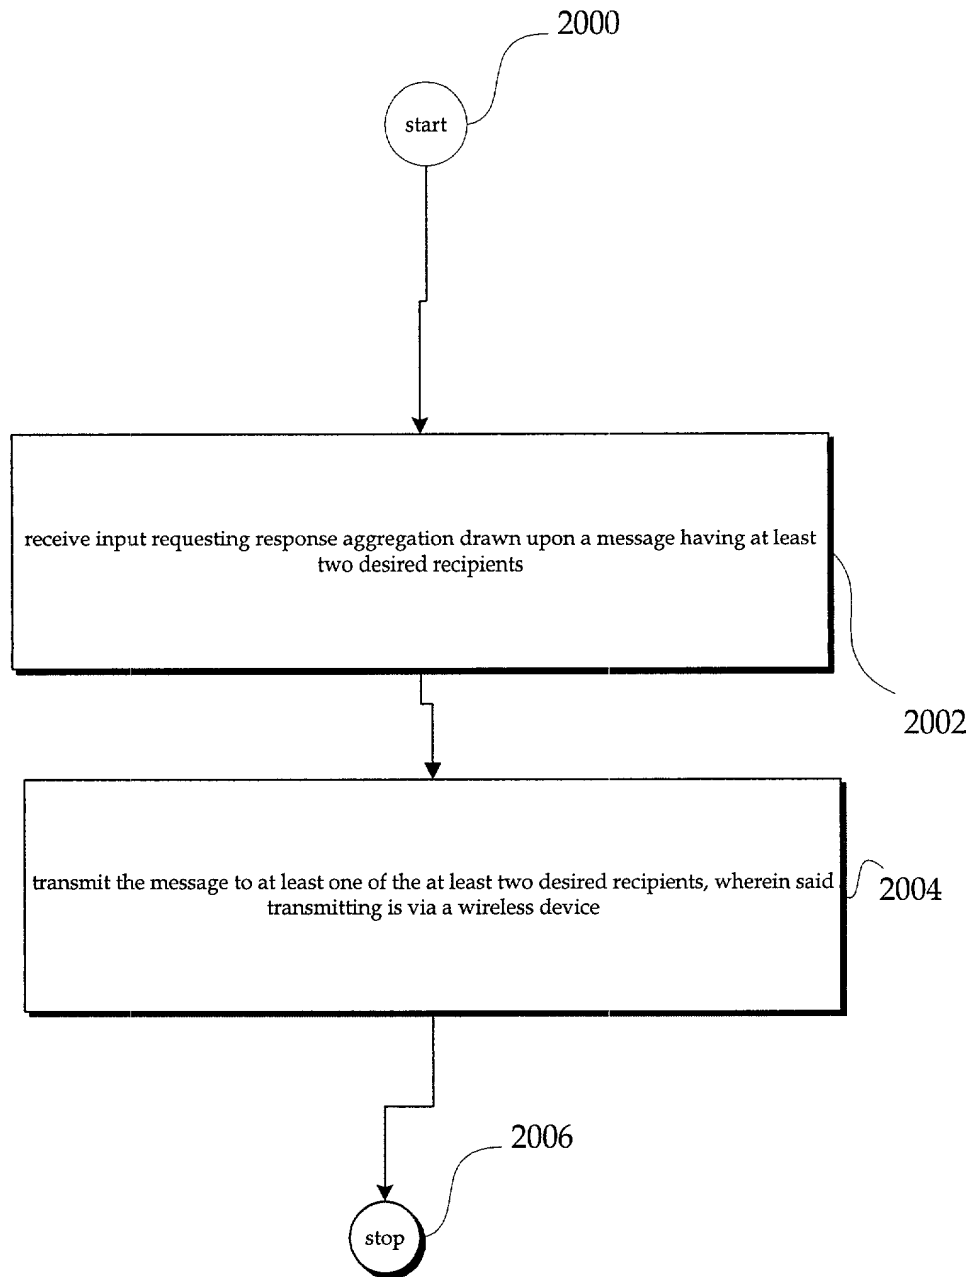 2000
start
receive input requesting response aggregation drawn upon a message having at least
two desired recipients
2002
transmit the message to at least one of the at least two desired recipients, wherein said
transmitting is via a wireless device
2004
2006
stop